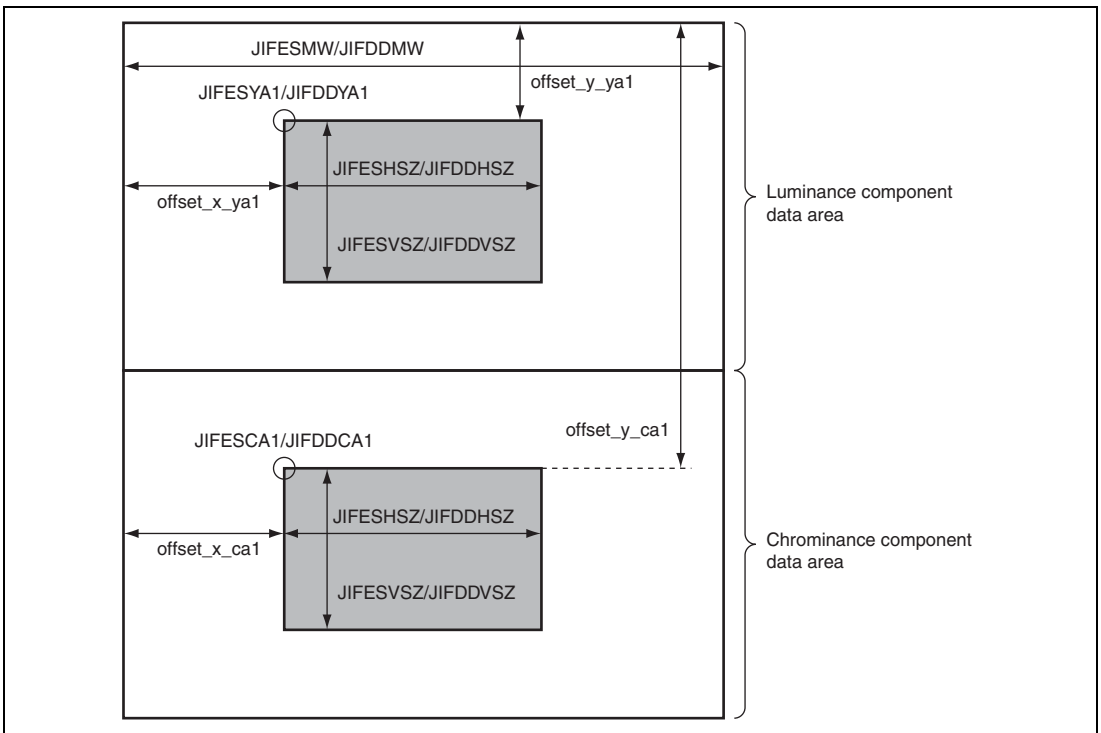 JIFESMW/JIFDDMW
offset_y_ya1
JIFESYA1/JIFDDYA1
JIFESHSZ/JIFDDHSZ
offset_x_ya1
JIFESVSZ/JIFDDVSZ
Luminance component
data area
offset_y_ca1
JIFESCA1/JIFDDCA1
JIFESHSZ/JIFDDHSZ
offset_x_ca1
JIFESVSZ/JIFDDVSZ
Chrominance component
data area